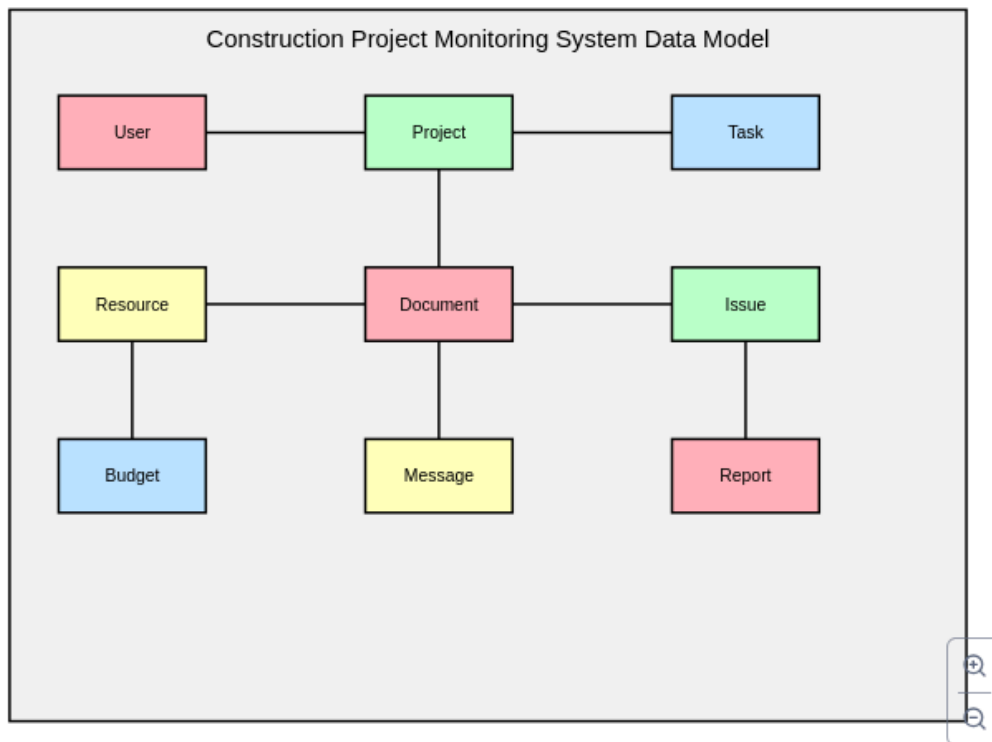 Construction Project Monitoring System Data Model
User
Project
Task
Resource
Document
Issue
Budget
Message
Report